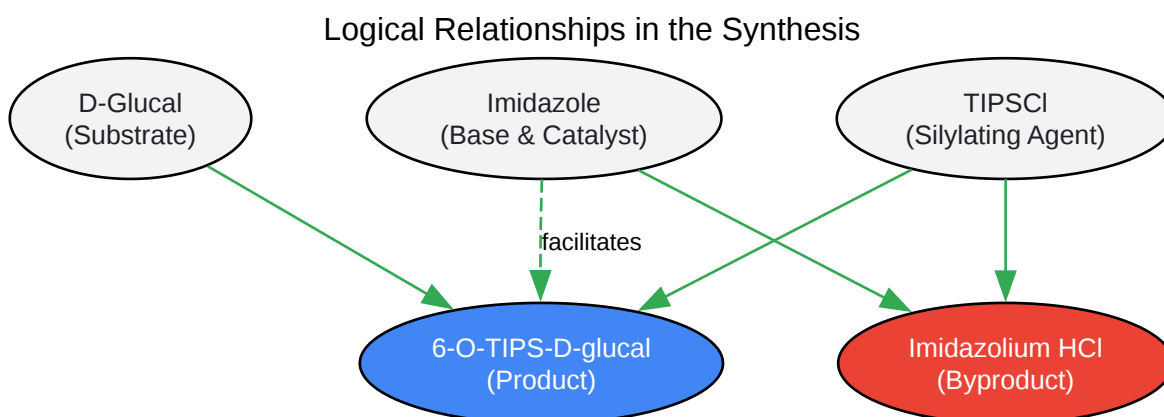 Logical Relationships in the Synthesis
D-Glucal
(Substrate)
Imidazole
(Base & Catalyst)
TIPSCl
(Silylating Agent)
facilitates
6-O-TIPS-D-glucal
(Product)
Imidazolium HCl
(Byproduct)